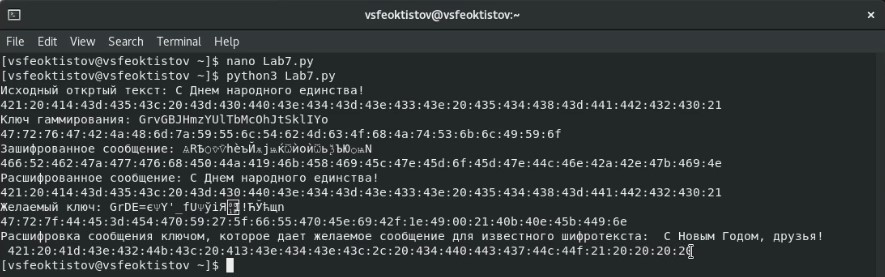 vsfeoktistov@vsfeoktistov:~
File Edit View Search Terminal Help
[vsfeoktistov@vsfeoktistov ~]$ nano Lab7.py
[vsfeoktistov@vsfeoktistov ~]$ python3 Lab7.py
Исходный откртый текст: С Днем народного единства!
421:20:414:43d:435:43c:20:43d:430:440:43e:434:43d:43e:433:43e:20:435:434:438:43d:441:442:432:430:21
Ключ гаммирования: GrvGBJHmzYUlTbMcOhJtSklIYo
47:72:76:47:42:4a:48:6d:7a:59:55:6c:54:62:4d:63:4f:68:4a:74:53:6b:6c:49:59:6f
Зашифрованное сообщение:
466:52:462:47a:477:476:68:450:44a:419:46b:458:469:45c:47e:45d:6f:45d:47e:44c:46e:42a:42e:47b:469:4e
Расшифрованное сообщение: С Днем народного единства!
421:20:414:43d:435:43c:20:43d:430:440:43e:434:43d:43e:433:43e:20:435:434:438:43d:441:442:432:430:21
Желаемый ключ:
47:72:7f:44:45:3d:454:470:59:27:5f:66:55:470:45e:69:42f:1e:49:00:21:40b:40e:45b:449:6e
Расшифровка сообщения ключом, которое дает желаемое сообщение для известного шифротекста: С Новым Годом, друзья!
421:20:41d:43e:432:44b:43c:20:413:43e:434:43e:43c:2c:20:434:440:443:437:44c:44f:21:20:20:20:20
[vsfeoktistov@vsfeoktistov ~]$